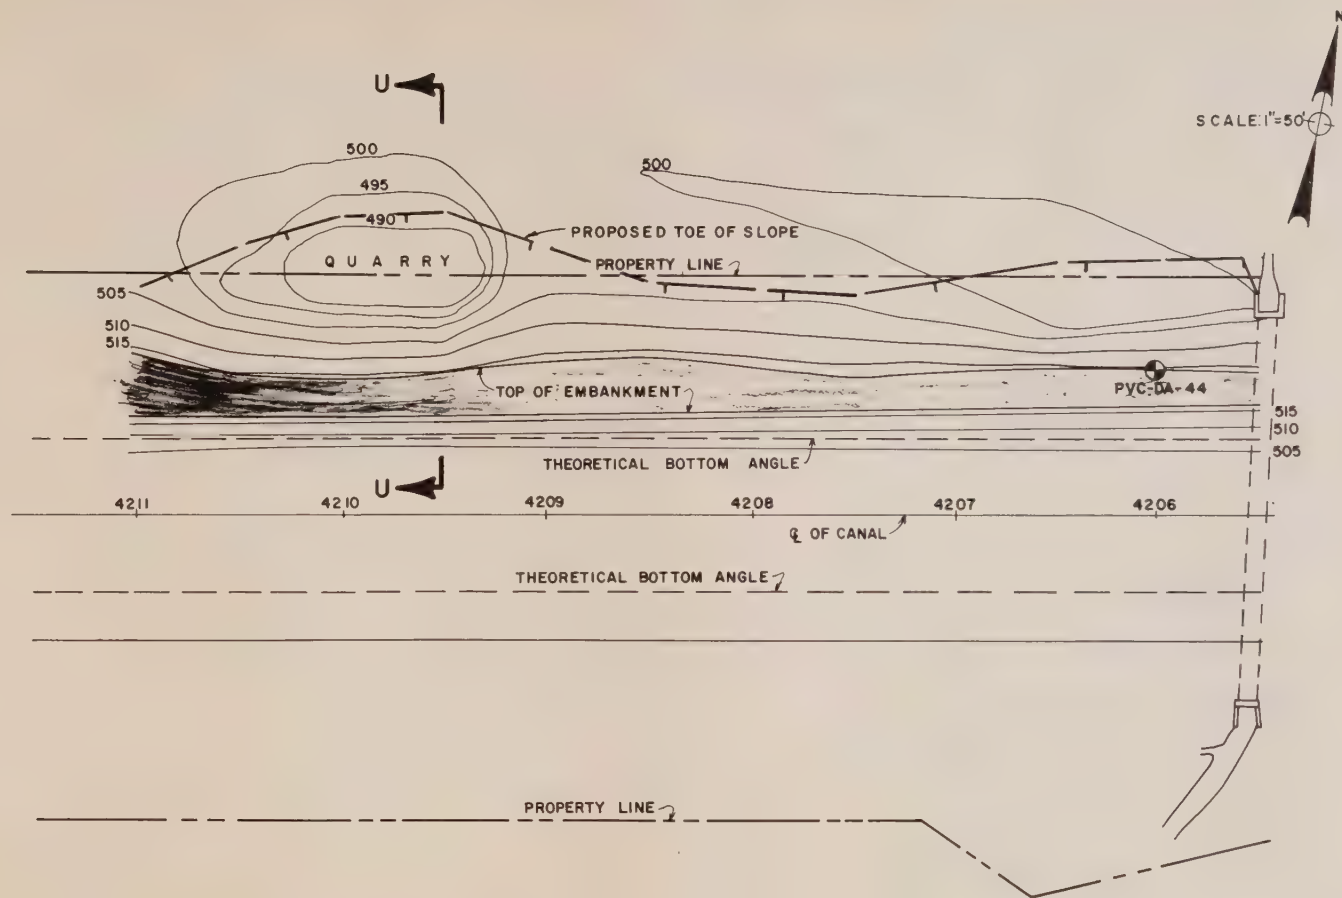 N
U
SCALE: 1"=50'
500
500
495
490
PROPOSED TOE OF SLOPE
QUARRY
PROPERTY LINE
505
510
515
TOP OF EMBANKMENT
PVC-DA-44
515
510
505
THEORETICAL BOTTOM ANGLE
U
4211 4210 4209 4208 4207 4206
℄ OF CANAL
THEORETICAL BOTTOM ANGLE
PROPERTY LINE